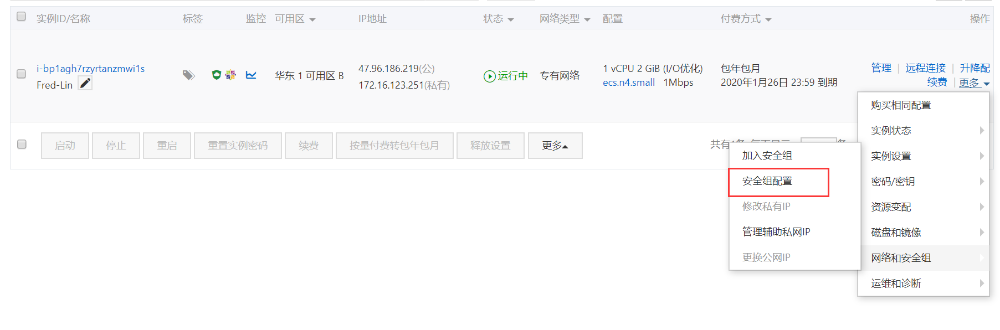 实例ID/名称 标签 监控 可用区 IP地址 状态 网络类型 配置 付费方式 操作
i-bp1agh7rzyrtanzmwi1s
Fred-Lin
华东 1 可用区 B
47.96.186.219(公)
172.16.123.251(私有)
运行中
专有网络
1 vCPU 2 GiB (I/O优化)
ecs.n4.small 1Mbps
包年包月
2020年1月26日 23:59 到期
管理 | 远程连接 | 升降配
续费 | 更多
启动 停止 重启 重置实例密码 续费 按量付费转包年包月 释放设置 更多
共有
加入安全组
安全组配置
修改私有IP
管理辅助私网IP
更换公网IP
购买相同配置
实例状态
实例设置
密码/密钥
资源变配
磁盘和镜像
网络和安全组
运维和诊断